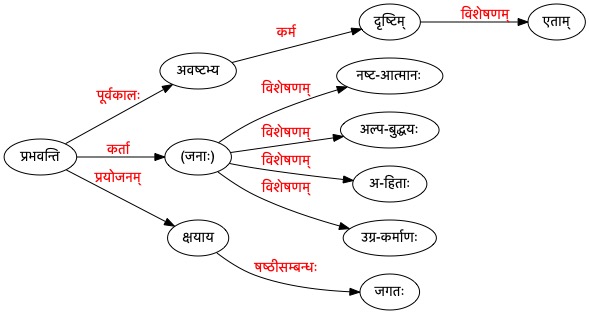 दृष्टिम्
विशेषणम्
एताम्
कर्म
अवष्टभ्य
विशेषणम्
नष्ट-आत्मानः
पूर्वकालः
विशेषणम्
अल्प-बुद्धयः
प्रभवन्ति
कर्ता
(जनाः)
विशेषणम्
अ-हिताः
प्रयोजनम्
विशेषणम्
क्षयाय
उग्र-कर्माणः
षष्ठीसम्बन्धः
जगतः